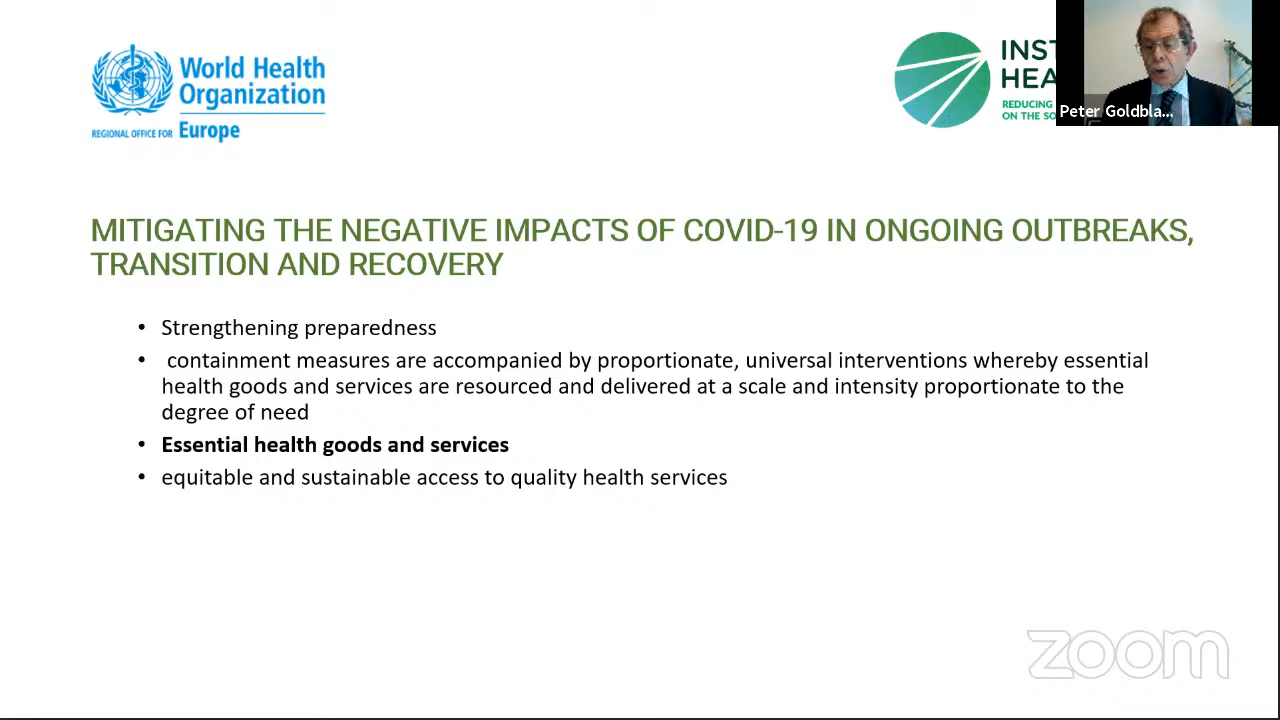 World Health
Organization
REGIONAL OFFICE FOR Europe
INST
HEA
REDUCING
ON THE SO
Peter Goldbla...
MITIGATING THE NEGATIVE IMPACTS OF COVID-19 IN ONGOING OUTBREAKS,
TRANSITION AND RECOVERY
• Strengthening preparedness
• containment measures are accompanied by proportionate, universal interventions whereby essential
health goods and services are resourced and delivered at a scale and intensity proportionate to the
degree of need
• Essential health goods and services
• equitable and sustainable access to quality health services
zoom